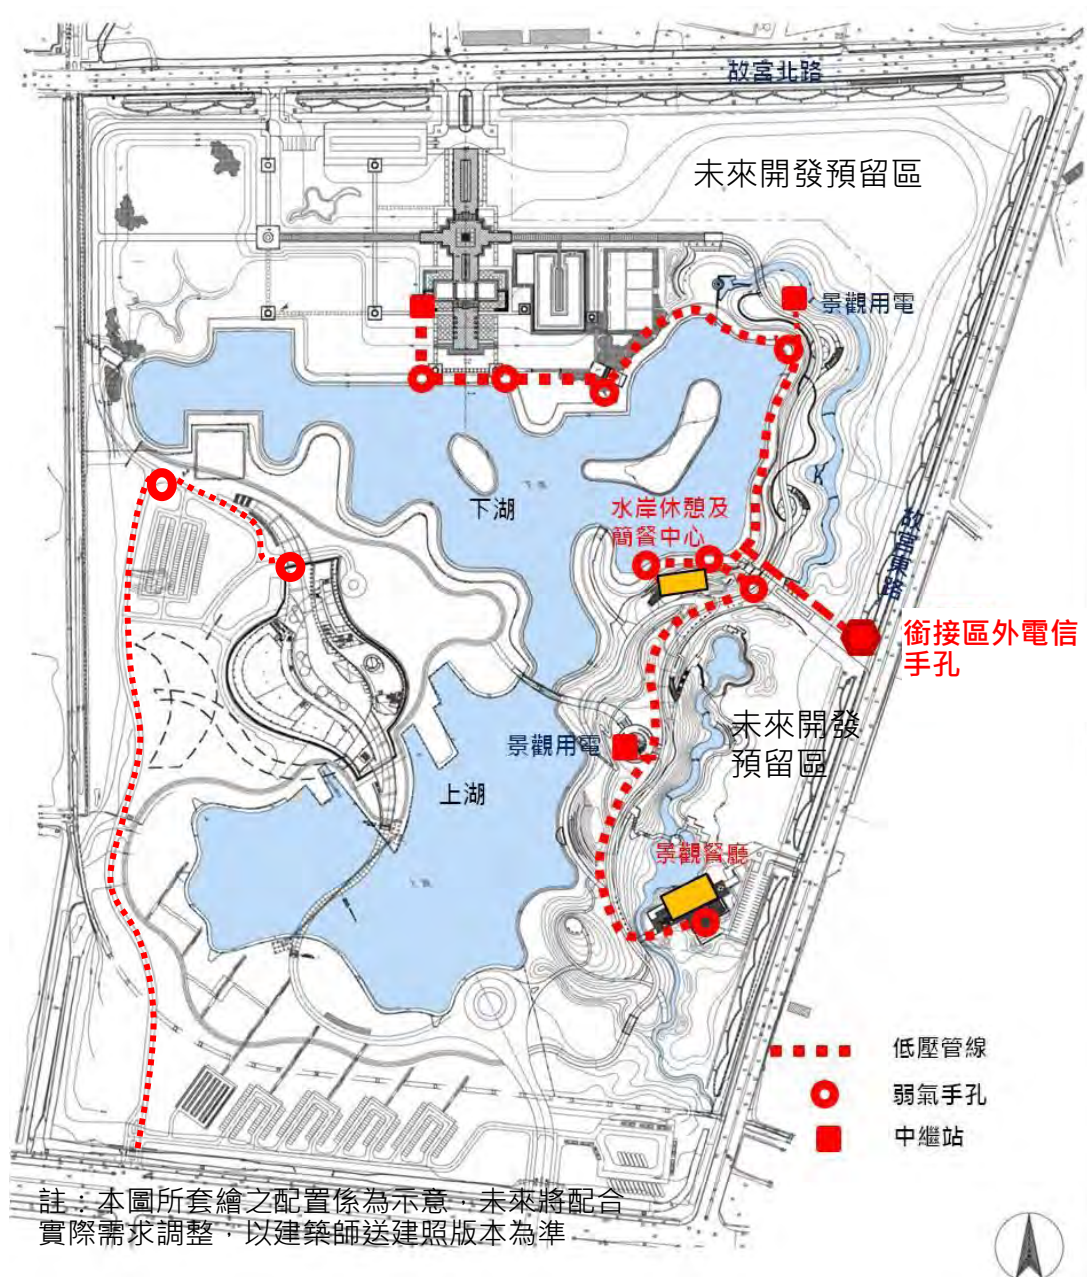 故宮北路
未來開發預留區
景觀用電
下湖
水岸休憩及
簡餐中心
故宮東路
銜接區外電信
手孔
未來開發
預留區
景觀用電
上湖
景觀餐廳
低壓管線
弱氣手孔
中繼站
註：本圖所套繪之配置係為示意，未來將配合
實際需求調整，以建築師送建照版本為準